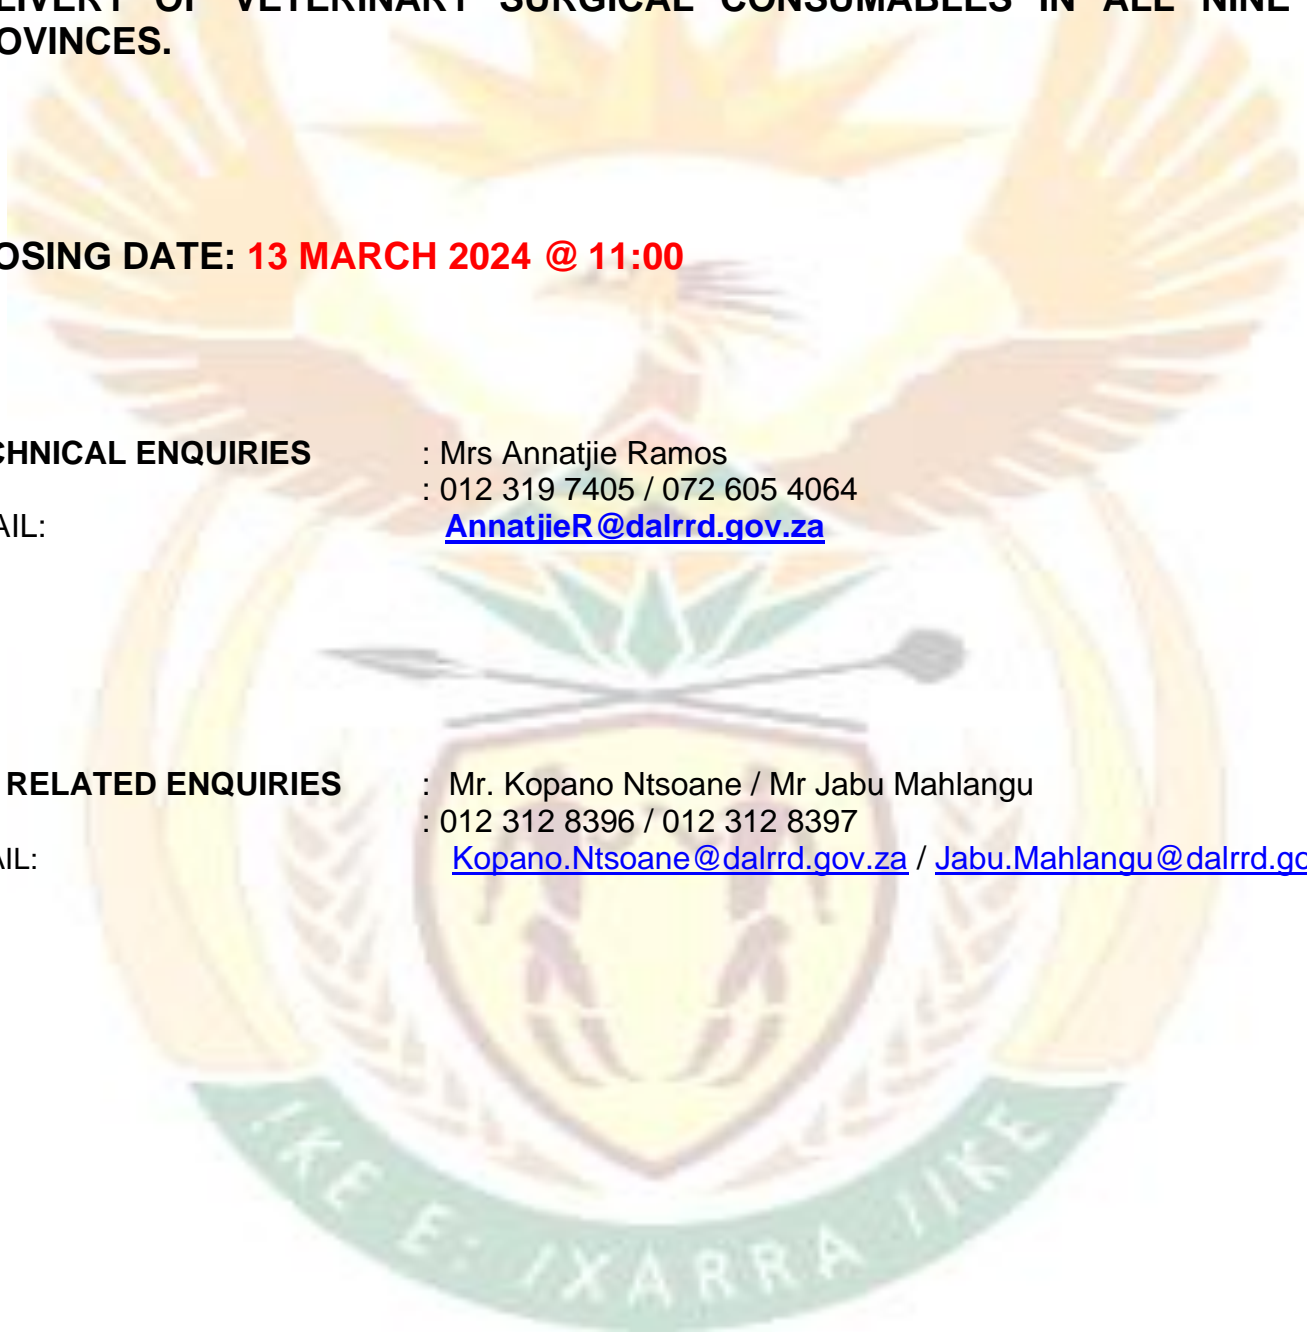 LIVERY OF VETERINARY SURGICAL CONSUMABLES IN ALL NINE
OVINCES.
OSING DATE: 13 MARCH 2024 @ 11:00
CHNICAL ENQUIRIES : Mrs Annatjie Ramos
: 012 319 7405 / 072 605 4064
AIL: AnnatjieR@dalrrd.gov.za
RELATED ENQUIRIES : Mr. Kopano Ntsoane / Mr Jabu Mahlangu
: 012 312 8396 / 012 312 8397
AIL: Kopano.Ntsoane@dalrrd.gov.za / Jabu.Mahlangu@dalrrd.go
!KE E: /XARRA //KE